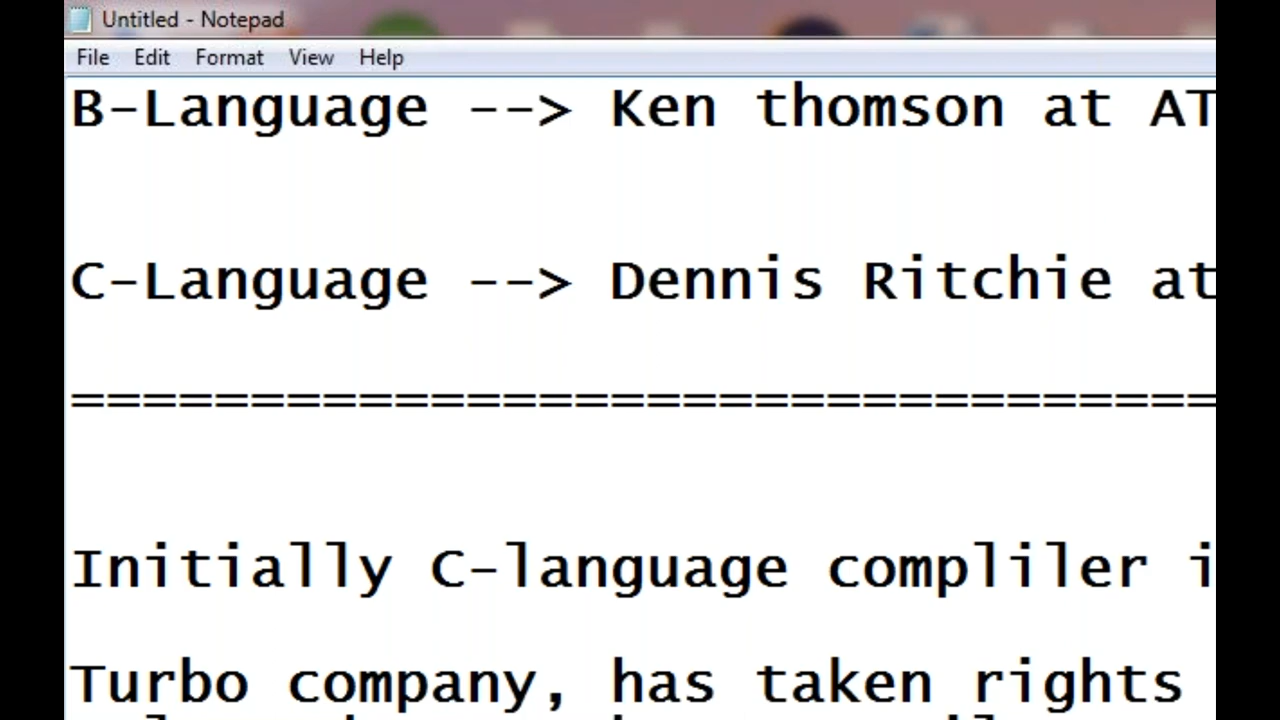 Untitled - Notepad
File Edit Format View Help
B-Language --> Ken thomson at AT
C-Language --> Dennis Ritchie at
================================
Initially C-language compliler i
Turbo company, has taken rights